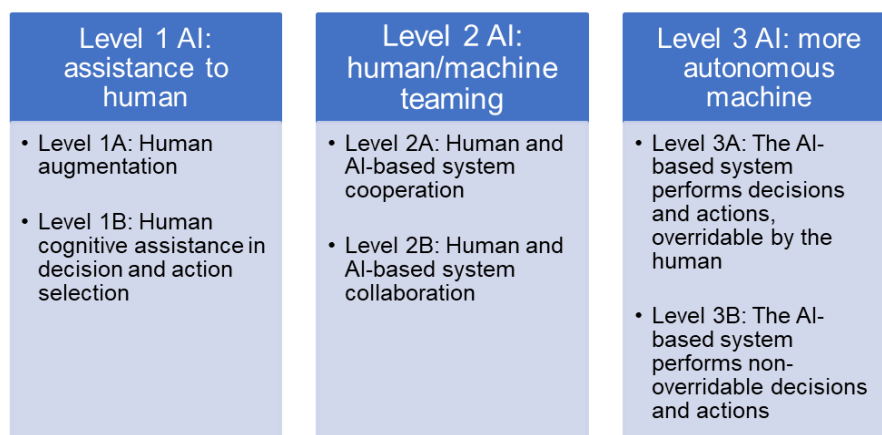 Level 1 AI:
assistance to
human
• Level 1A: Human
augmentation
• Level 1B: Human
cognitive assistance in
decision and action
selection
Level 2 AI:
human/machine
teaming
• Level 2A: Human and
AI-based system
cooperation
• Level 2B: Human and
AI-based system
collaboration
Level 3 AI: more
autonomous
machine
• Level 3A: The AI-
based system
performs decisions
and actions,
overridable by the
human
• Level 3B: The AI-
based system
performs non-
overridable decisions
and actions